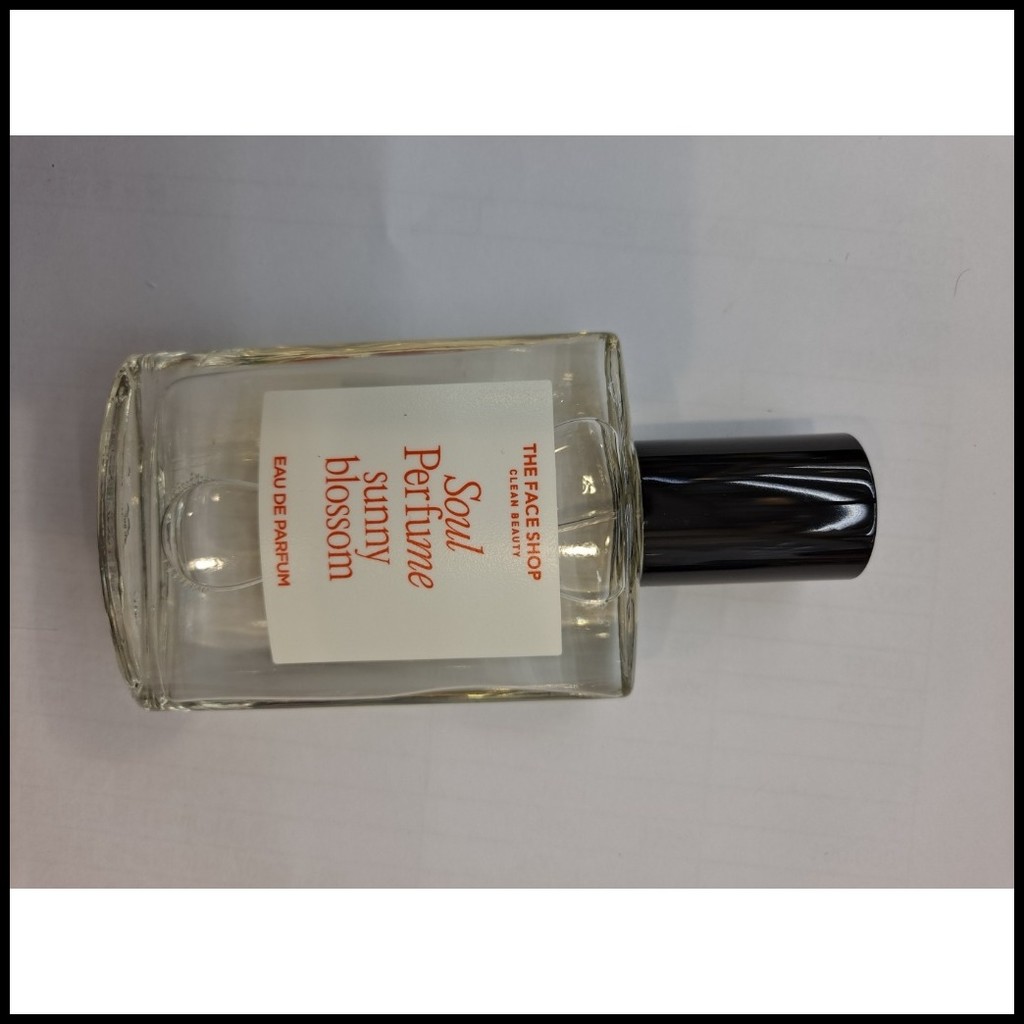 THE FACE SHOP
CLEAN BEAUTY
Soul
Perfume
sunny
blossom
EAU DE PARFUM